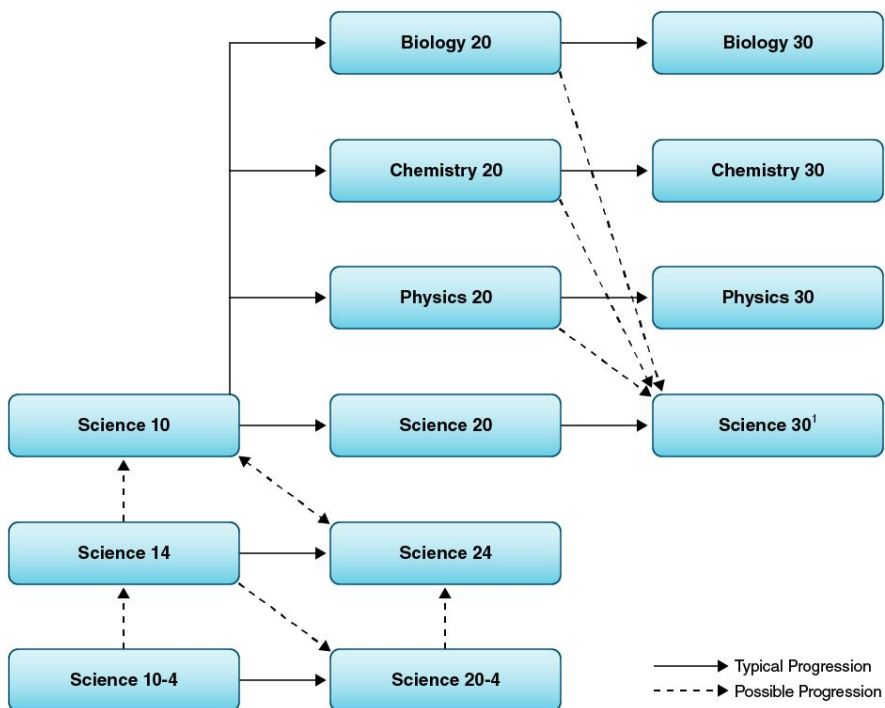 Biology 20
Biology 30
Chemistry 20
Chemistry 30
Physics 20
Physics 30
Science 10
Science 20
Science 30¹
Science 14
Science 24
Science 10-4
Science 20-4
Typical Progression
Possible Progression